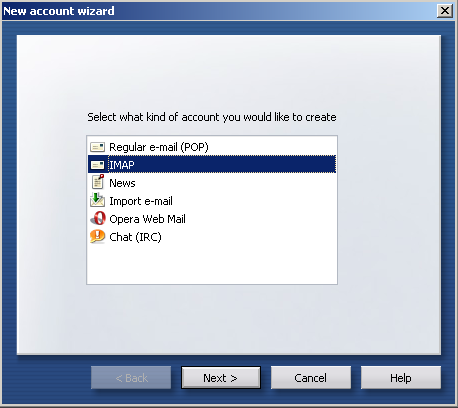 New account wizard
Select what kind of account you would like to create
Regular e-mail (POP)
IMAP
News
Import e-mail
Opera Web Mail
Chat (IRC)
< Back Next > Cancel Help